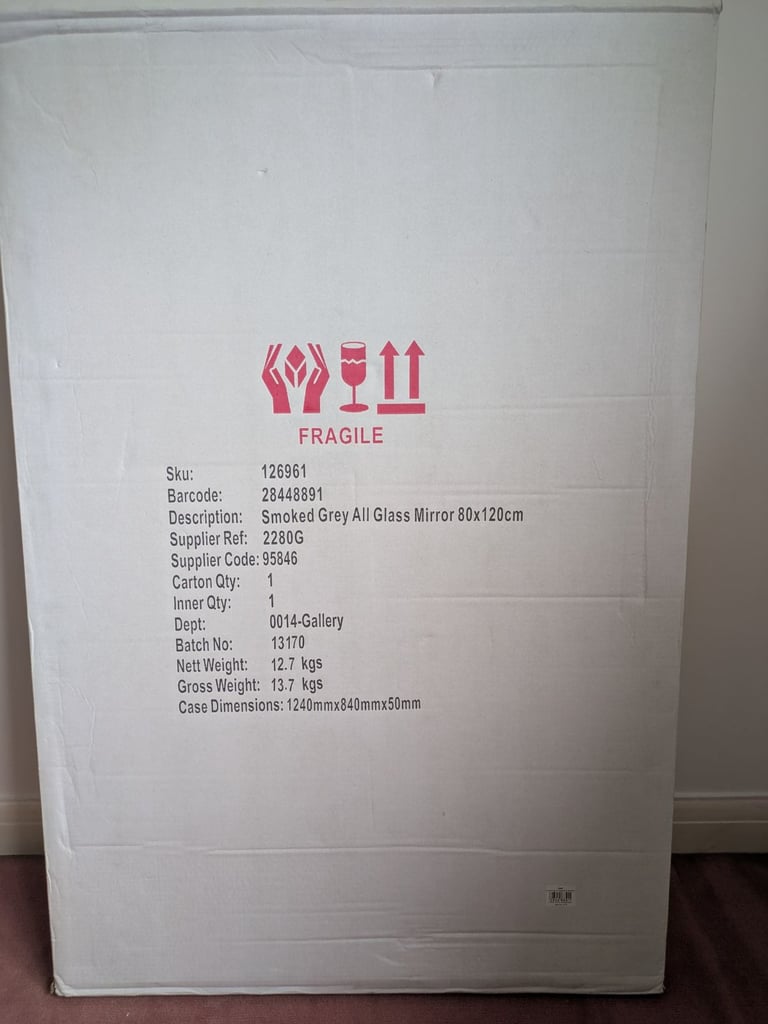 FRAGILE
Sku: 126961
Barcode: 28448891
Description: Smoked Grey All Glass Mirror 80x120cm
Supplier Ref: 2280G
Supplier Code: 95846
Carton Qty: 1
Inner Qty: 1
Dept: 0014-Gallery
Batch No: 13170
Nett Weight: 12.7 kgs
Gross Weight: 13.7 kgs
Case Dimensions: 1240mmx840mmx50mm